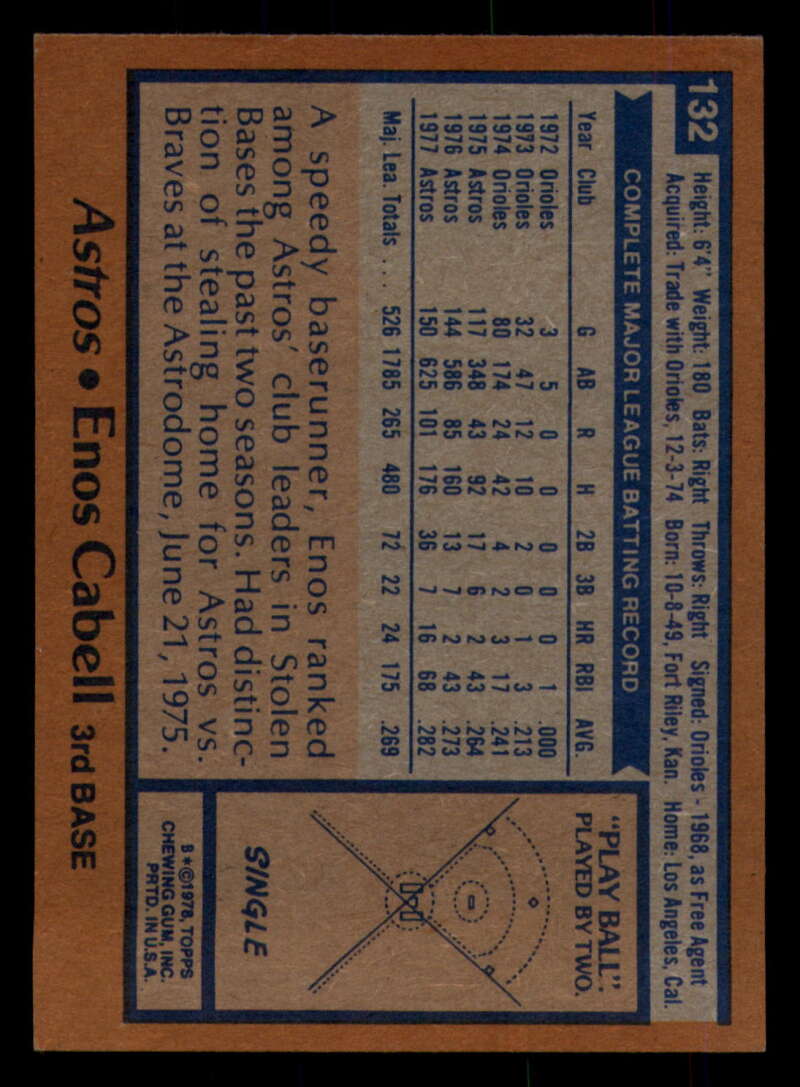 132
Height: 6'4" Weight: 180 Bats: Right Throws: Right Signed: Orioles - 1968, as Free Agent
Acquired: Trade with Orioles, 12-3-74 Born: 10-8-49, Fort Riley, Kan. Home: Los Angeles, Cal.
COMPLETE MAJOR LEAGUE BATTING RECORD
Year Club G AB R H 2B 3B HR RBI AVG.
1972 Orioles 3 5 0 0 0 0 0 1 .000
1973 Orioles 32 47 12 10 2 0 1 3 .213
1974 Orioles 80 174 24 42 4 2 3 17 .241
1975 Astros 117 348 43 92 17 6 2 43 .264
1976 Astros 144 586 85 160 13 7 2 43 .273
1977 Astros 150 625 101 176 36 7 16 68 .282
Maj. Lea. Totals ... 526 1785 265 480 72 22 24 175 .269
A speedy baserunner, Enos ranked
among Astros' club leaders in Stolen
Bases the past two seasons. Had distinc-
tion of stealing home for Astros vs.
Braves at the Astrodome, June 21, 1975.
"PLAY BALL":
PLAYED BY TWO.
SINGLE
B*©1978, TOPPS
CHEWING GUM, INC.
PRTD. IN U.S.A.
Astros • Enos Cabell 3rd BASE